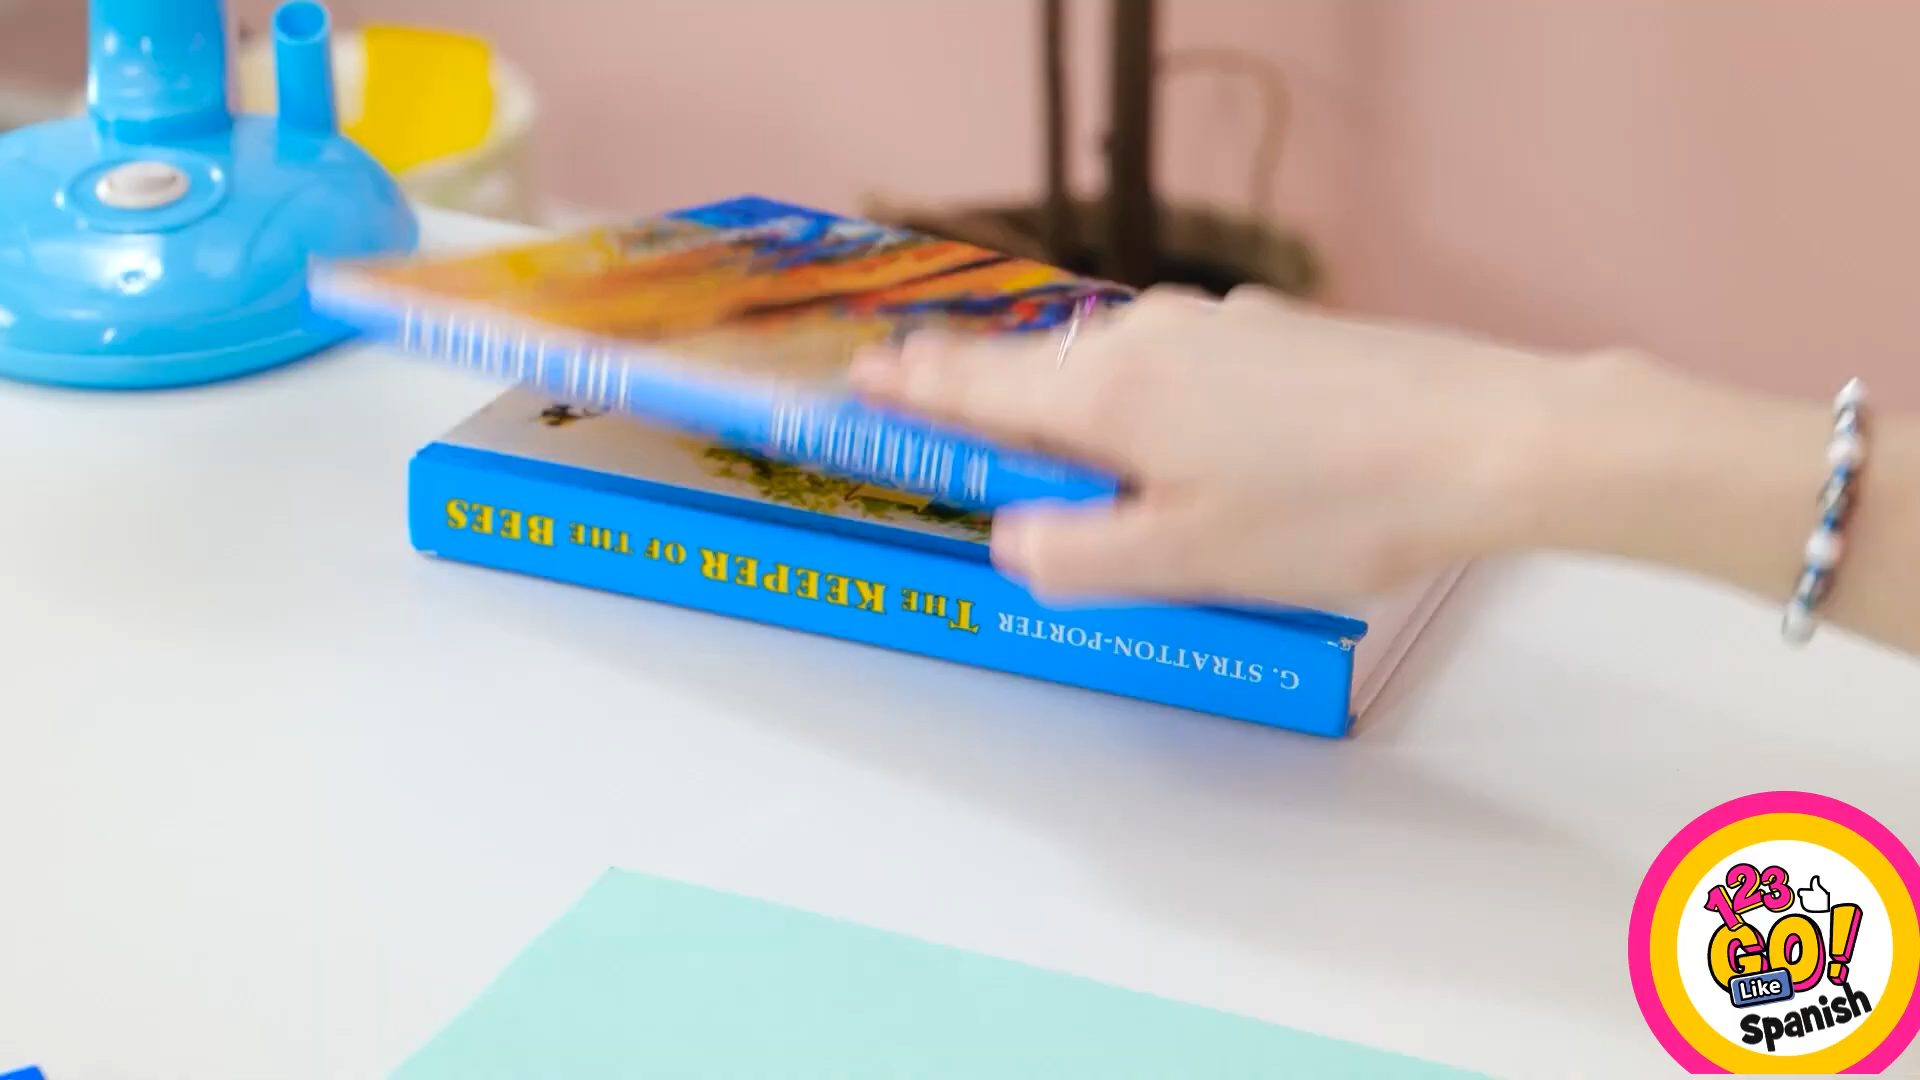 THE KEEPER OF THE BEES
G. STRATTON-PORTER
123
GO!
Like
Spanish